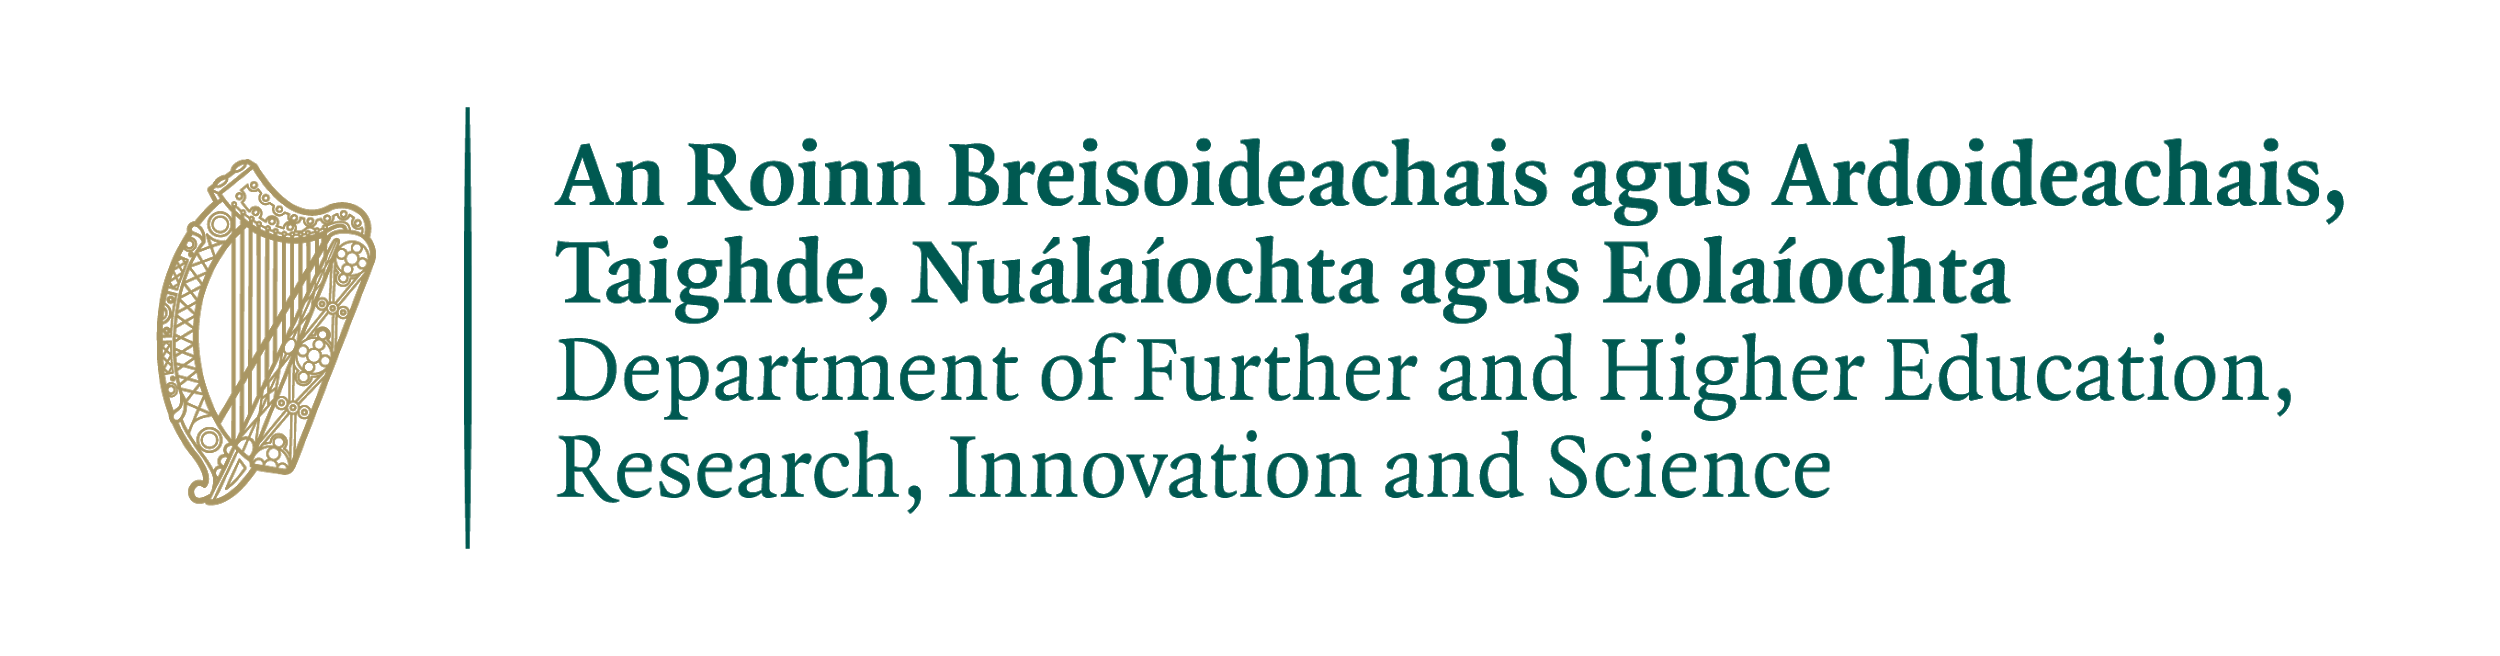 An Roinn Breisoideachais agus Ardoideachais,
Taighde, Nuálaíochta agus Eolaíochta
Department of Further and Higher Education,
Research, Innovation and Science